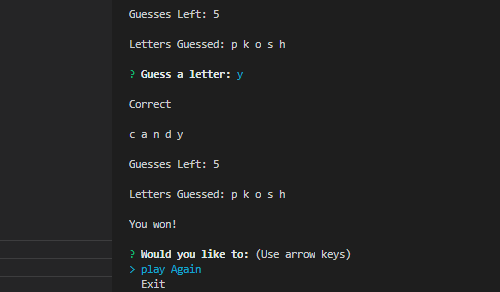 Guesses Left: 5
Letters Guessed: p k o s h
? Guess a letter: y
Correct
c a n d y
Guesses Left: 5
Letters Guessed: p k o s h
You won!
? Would you like to: (Use arrow keys)
> play Again
Exit